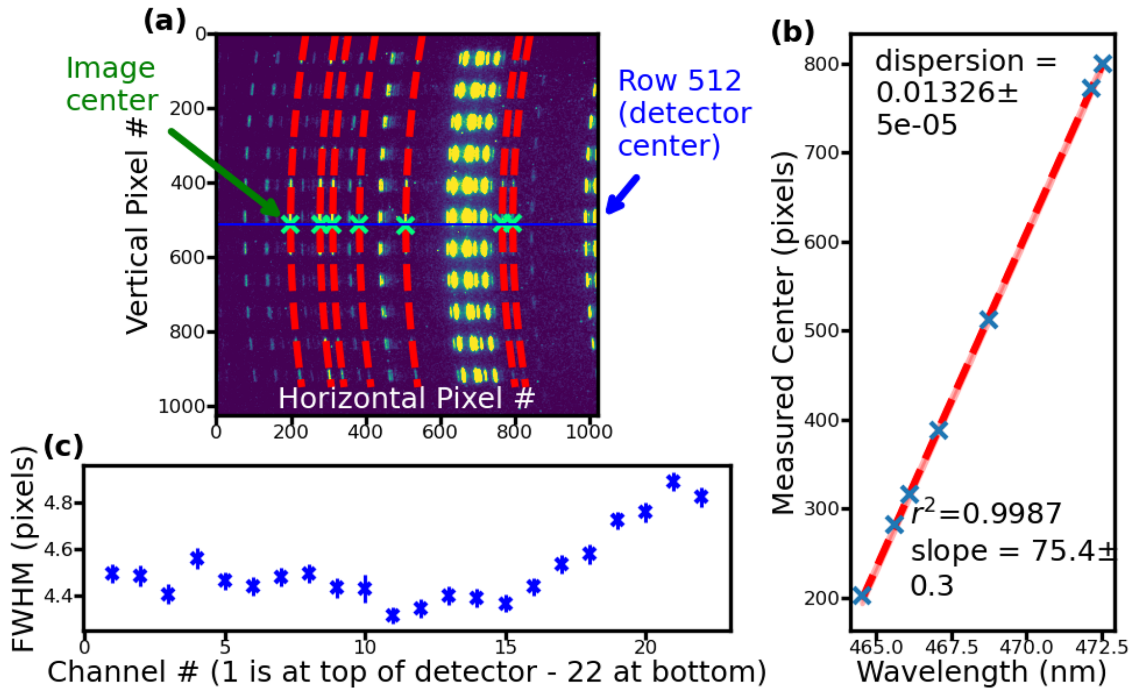 (a)
0
200
400
600
800
1000
Vertical Pixel #
Image
center
Row 512
(detector
center)
Horizontal Pixel #
0
200
400
600
800
1000
(b)
dispersion =
0.01326±
5e-05
800
700
600
500
400
300
200
Measured Center (pixels)
r²=0.9987
slope = 75.4±
0.3
465.0
467.5
470.0
472.5
Wavelength (nm)
(c)
4.8
4.6
4.4
FWHM (pixels)
0
5
10
15
20
Channel # (1 is at top of detector - 22 at bottom)